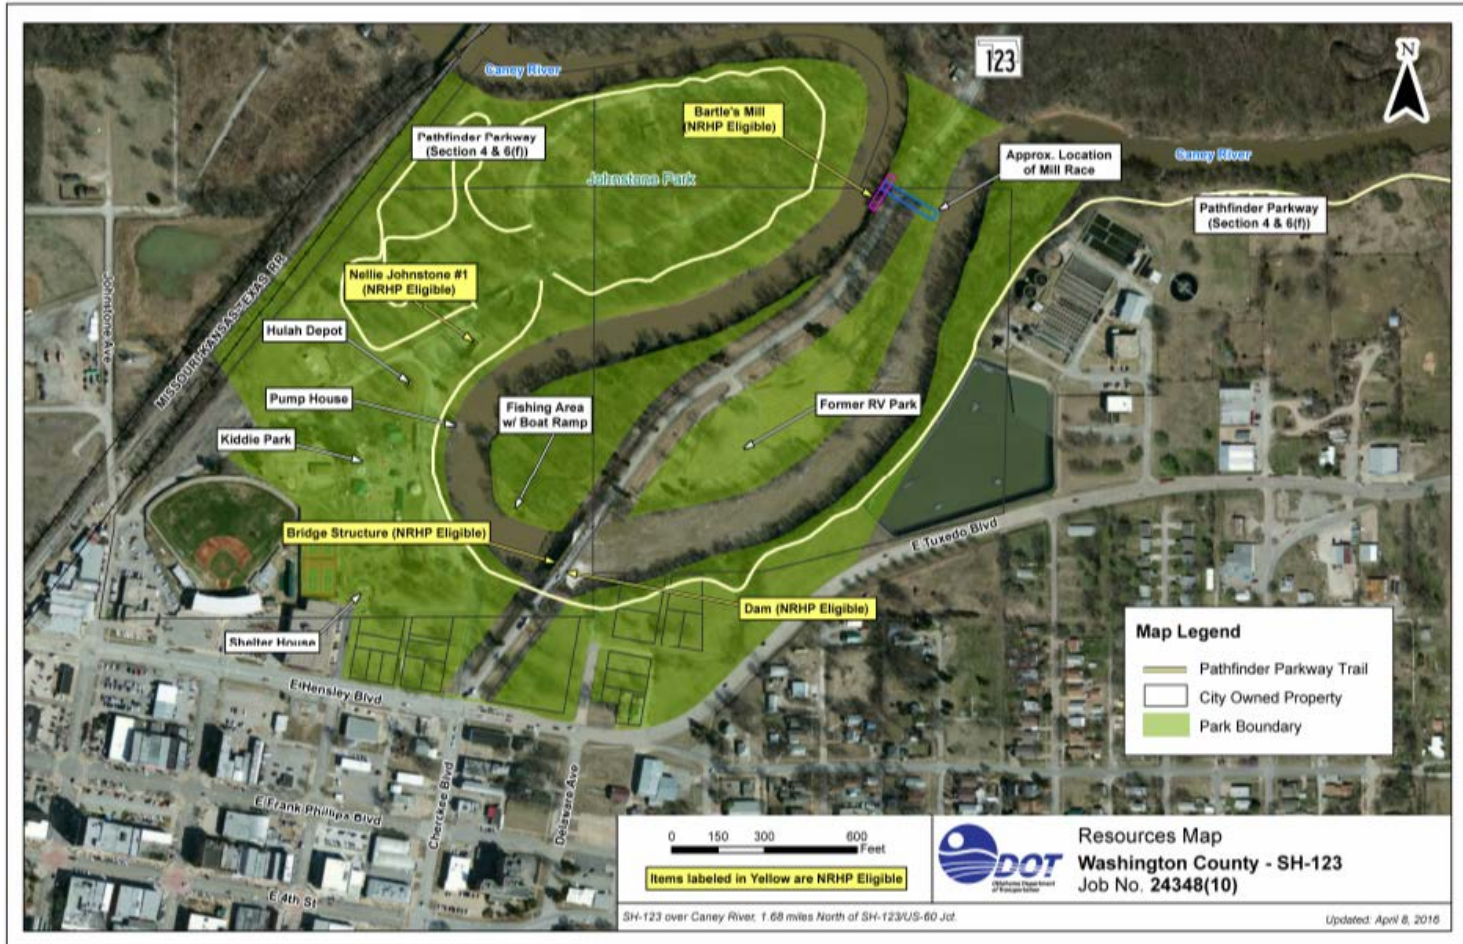 123
N
Caney River
Bartle's Mill
(NRHP Eligible)
Pathfinder Parkway
(Section 4 & 6(f))
Approx. Location
of Mill Race
Caney River
Johnstone Park
Pathfinder Parkway
(Section 4 & 6(f))
Nellie Johnstone #1
(NRHP Eligible)
MISSOURI-KANSAS-TEXAS RR
Johnstone Ave
Hulah Depot
Pump House
Fishing Area
w/ Boat Ramp
Former RV Park
Kiddie Park
Bridge Structure (NRHP Eligible)
E Tuxedo Blvd
Dam (NRHP Eligible)
Shelter House
E Hensley Blvd
Map Legend
Pathfinder Parkway Trail
City Owned Property
Park Boundary
E Frank Phillips Blvd
Cherokee Blvd
Delaware Ave
E 4th St
0 150 300 600
Feet
Items labeled in Yellow are NRHP Eligible
ODOT
Oklahoma Department
of Transportation
Resources Map
Washington County - SH-123
Job No. 24348(10)
SH-123 over Caney River, 1.68 miles North of SH-123/US-60 Jct.
Updated: April 8, 2016